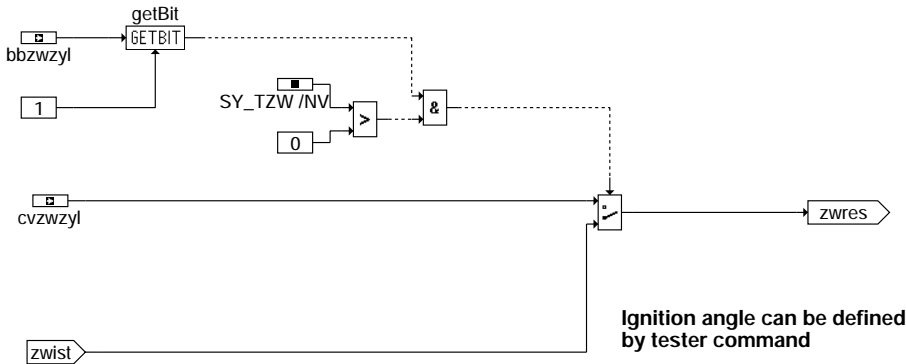 getBit
GETBIT
bbzwzyl
1
SY_TZW /NV
>
&
0
cvzwzyl
zwres
zwist
Ignition angle can be defined
by tester command